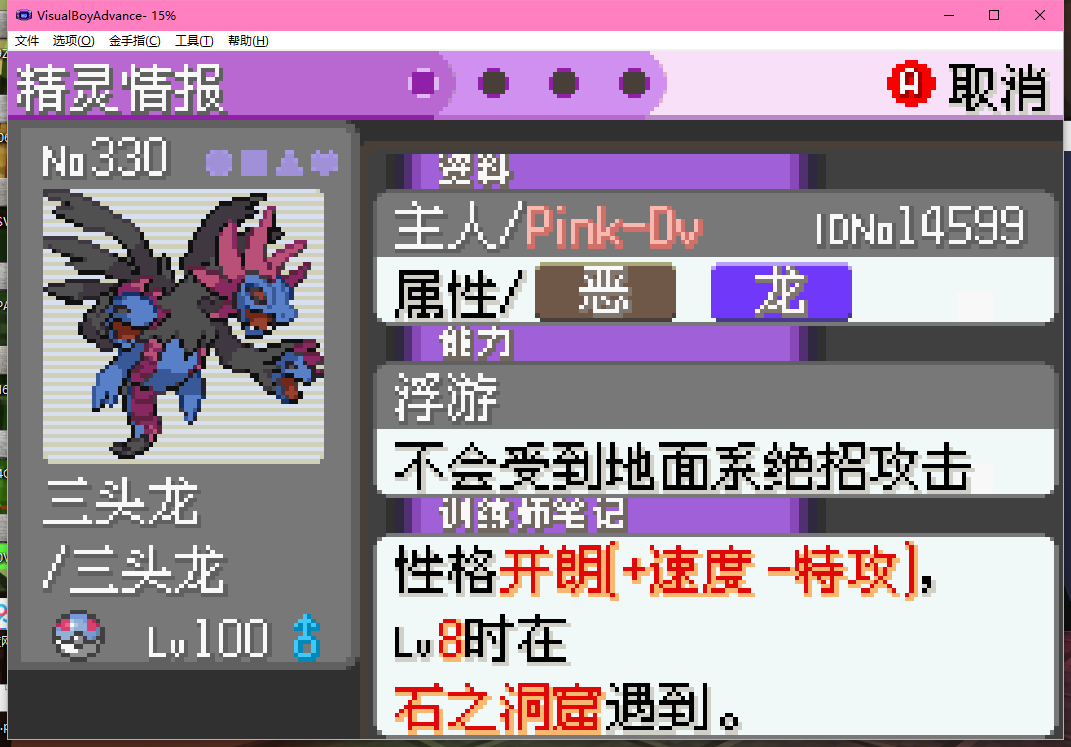 VisualBoyAdvance- 15%
文件 选项(O) 金手指(C) 工具(T) 帮助(H)
精灵情报 A 取消
No330
三头龙
/三头龙
Lv100 ♂
资料
主人/Pink-Dv IDNo14599
属性/ 恶 龙
能力
浮游
不会受到地面系绝招攻击
训练师笔记
性格开朗[+速度 -特攻],
Lv8时在
石之洞窟遇到。